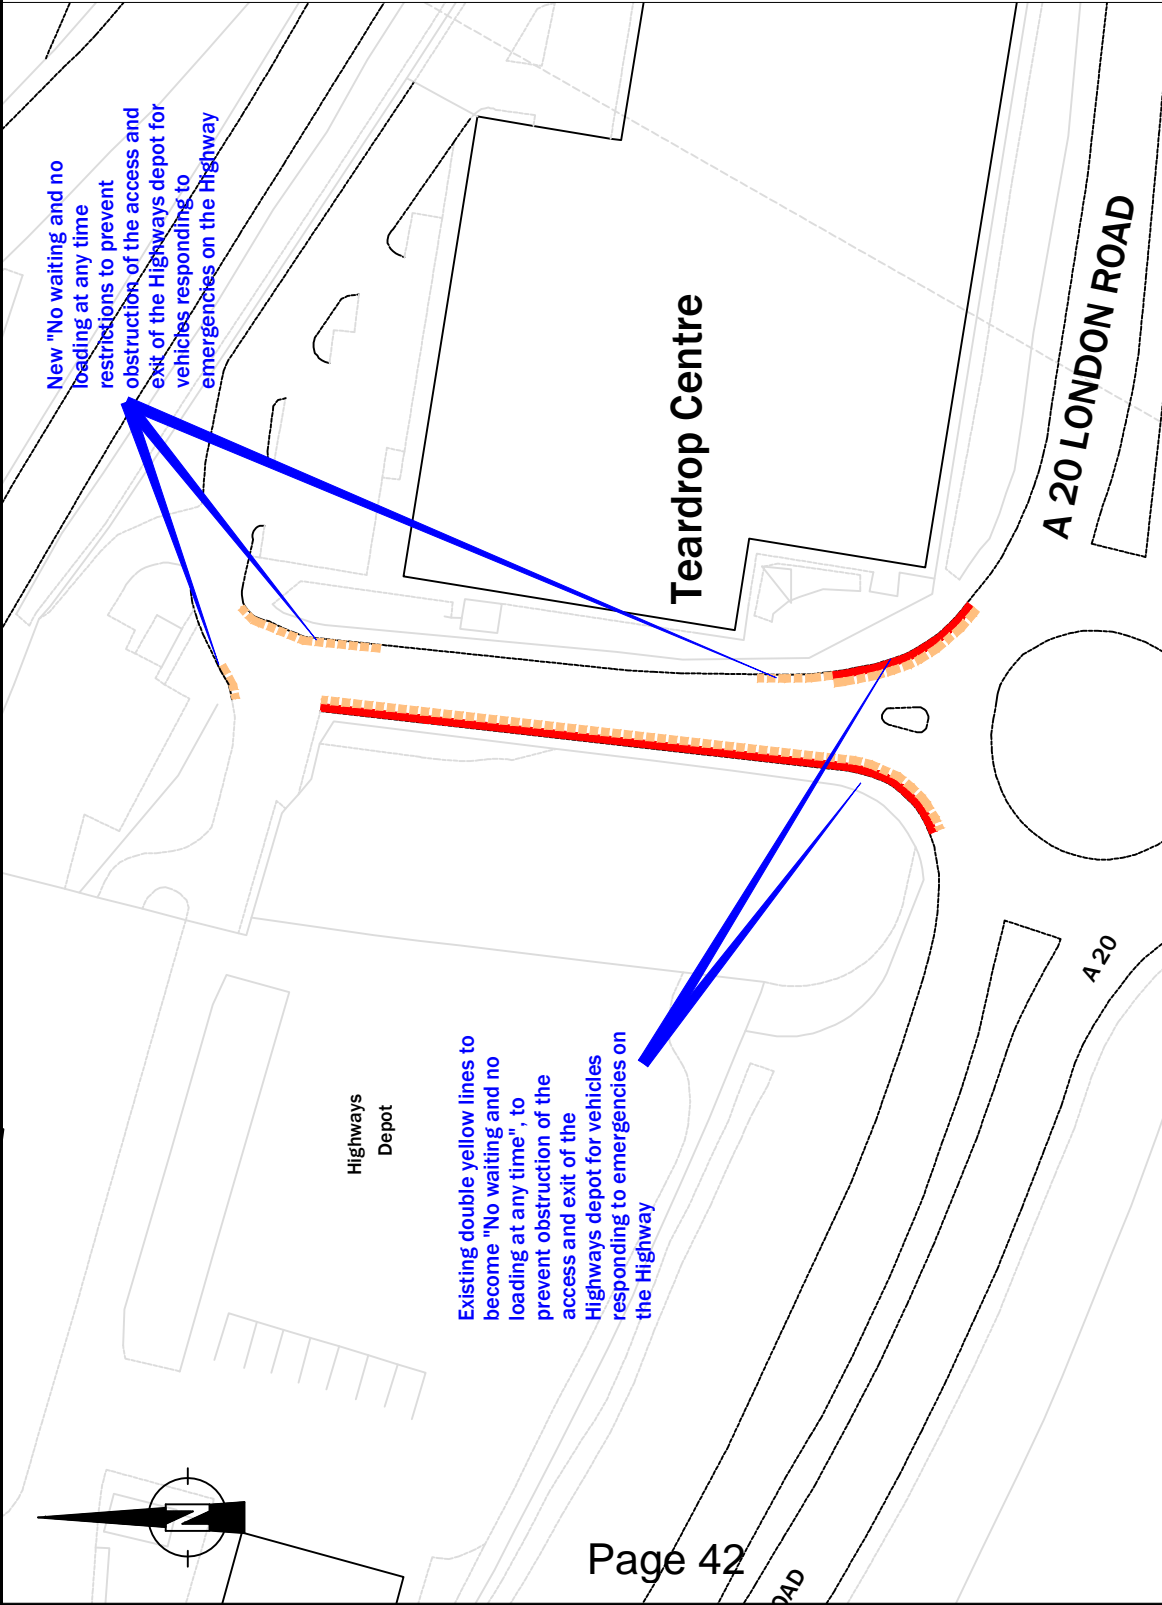 New "No waiting and no
loading at any time
restrictions to prevent
obstruction of the access and
exit of the Highways depot for
vehicles responding to
emergencies on the Highway
Teardrop Centre
A 20 LONDON ROAD
A 20
Existing double yellow lines to
become "No waiting and no
loading at any time", to
prevent obstruction of the
access and exit of the
Highways depot for vehicles
responding to emergencies on
the Highway
Highways
Depot
N
OAD
Page 42